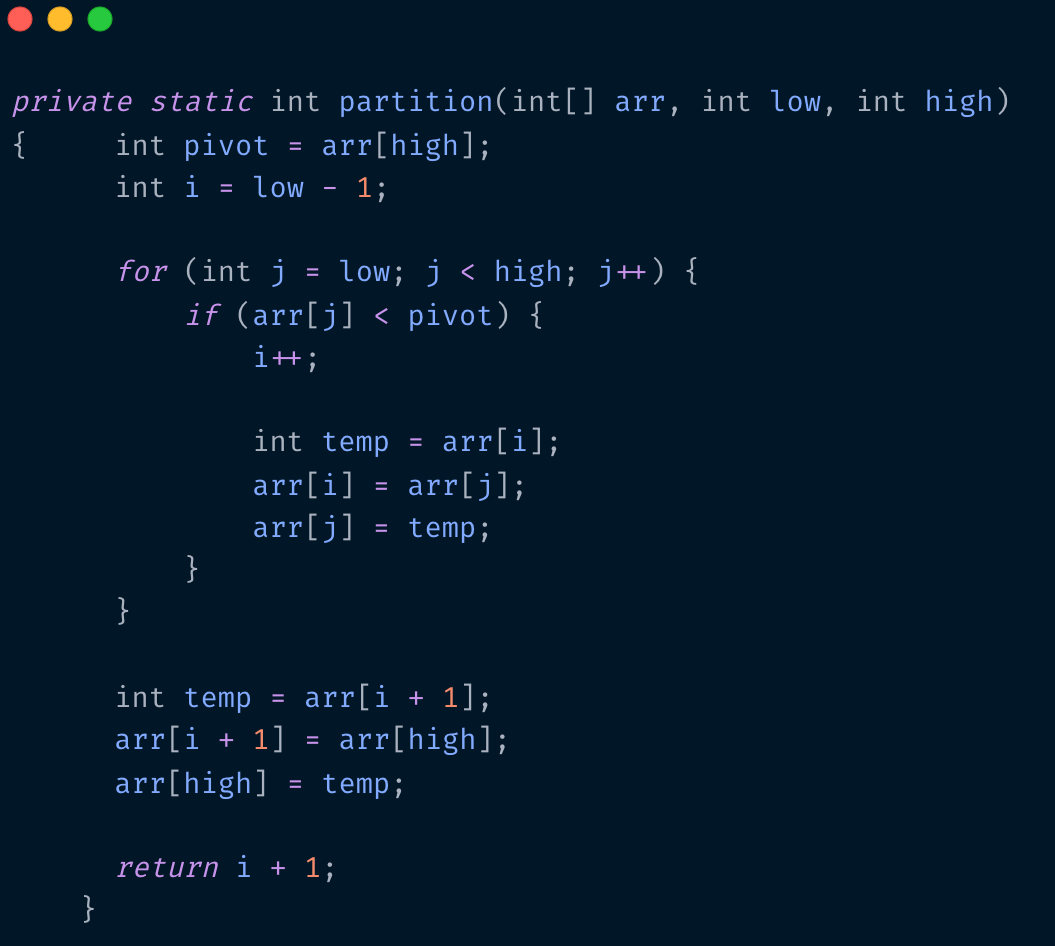 private static int partition(int[] arr, int low, int high)
{      int pivot = arr[high];
      int i = low - 1;

      for (int j = low; j < high; j++) {
          if (arr[j] < pivot) {
              i++;

              int temp = arr[i];
              arr[i] = arr[j];
              arr[j] = temp;
          }
      }

      int temp = arr[i + 1];
      arr[i + 1] = arr[high];
      arr[high] = temp;

      return i + 1;
    }